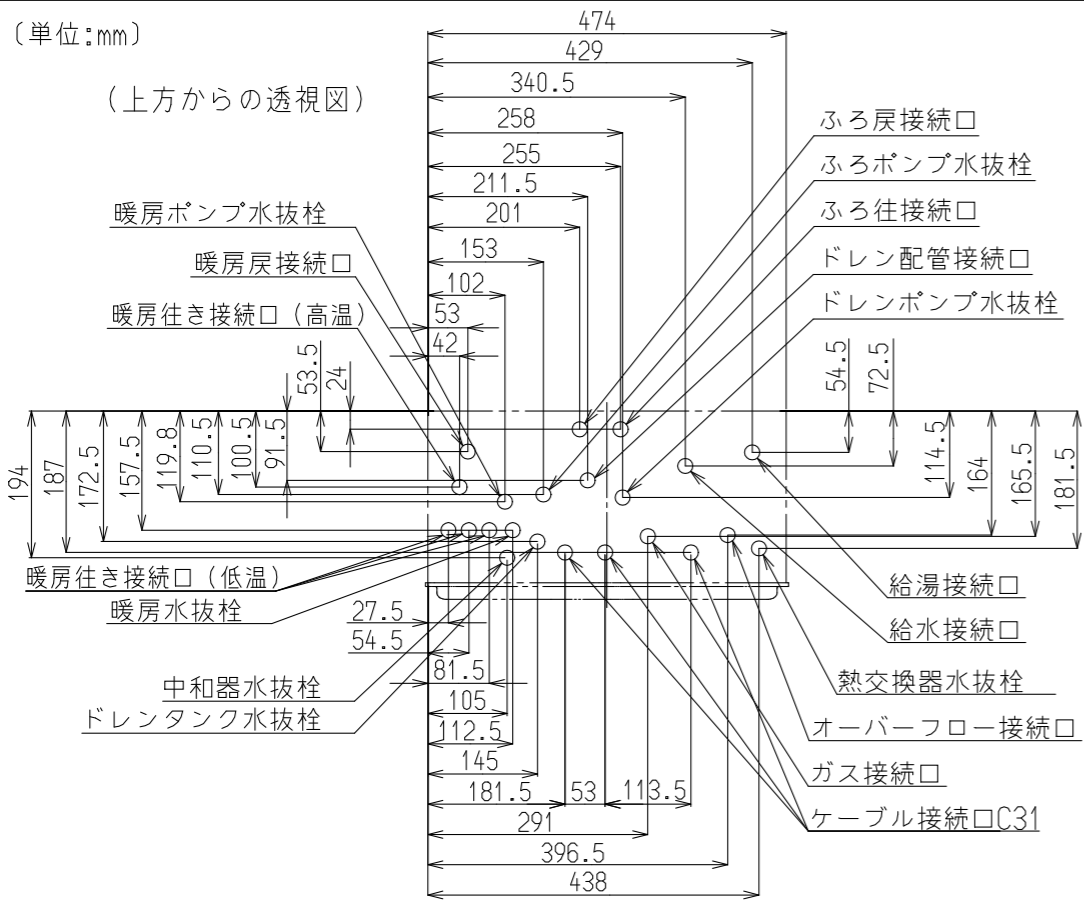 (単位:mm)
(上方からの透視図)
474
429
340.5
258
255
211.5
201
153
102
53
42
暖房ポンプ水抜栓
暖房戻接続口
暖房往き接続口(高温)
ふろ戻接続口
ふろポンプ水抜栓
ふろ往接続口
ドレン配管接続口
ドレンポンプ水抜栓
194
187
172.5
157.5
119.8
110.5
100.5
91.5
53.5
24
54.5
72.5
114.5
164
165.5
181.5
暖房往き接続口(低温)
暖房水抜栓
中和器水抜栓
ドレンタンク水抜栓
給湯接続口
給水接続口
熱交換器水抜栓
オーバーフロー接続口
ガス接続口
ケーブル接続口C31
27.5
54.5
81.5
105
112.5
145
181.5 53 113.5
291
396.5
438